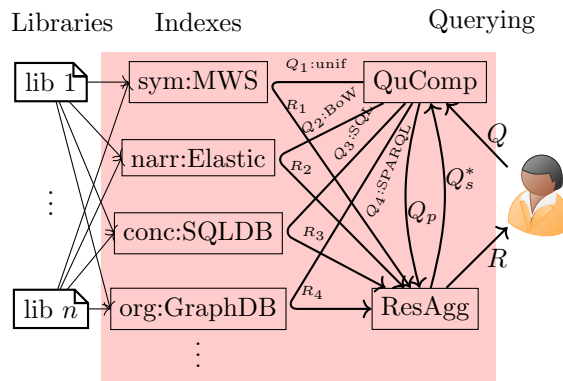 Libraries Indexes Querying
lib 1
sym:MWS
Q₁:unif
QuComp
R₁
Q₂:BoW
Q₃:SQL
Q₄:SPARQL
Q
narr:Elastic
R₂
Q*ₛ
⋮
Qₚ
conc:SQLDB
R₃
R
lib n
org:GraphDB
R₄
ResAgg
⋮